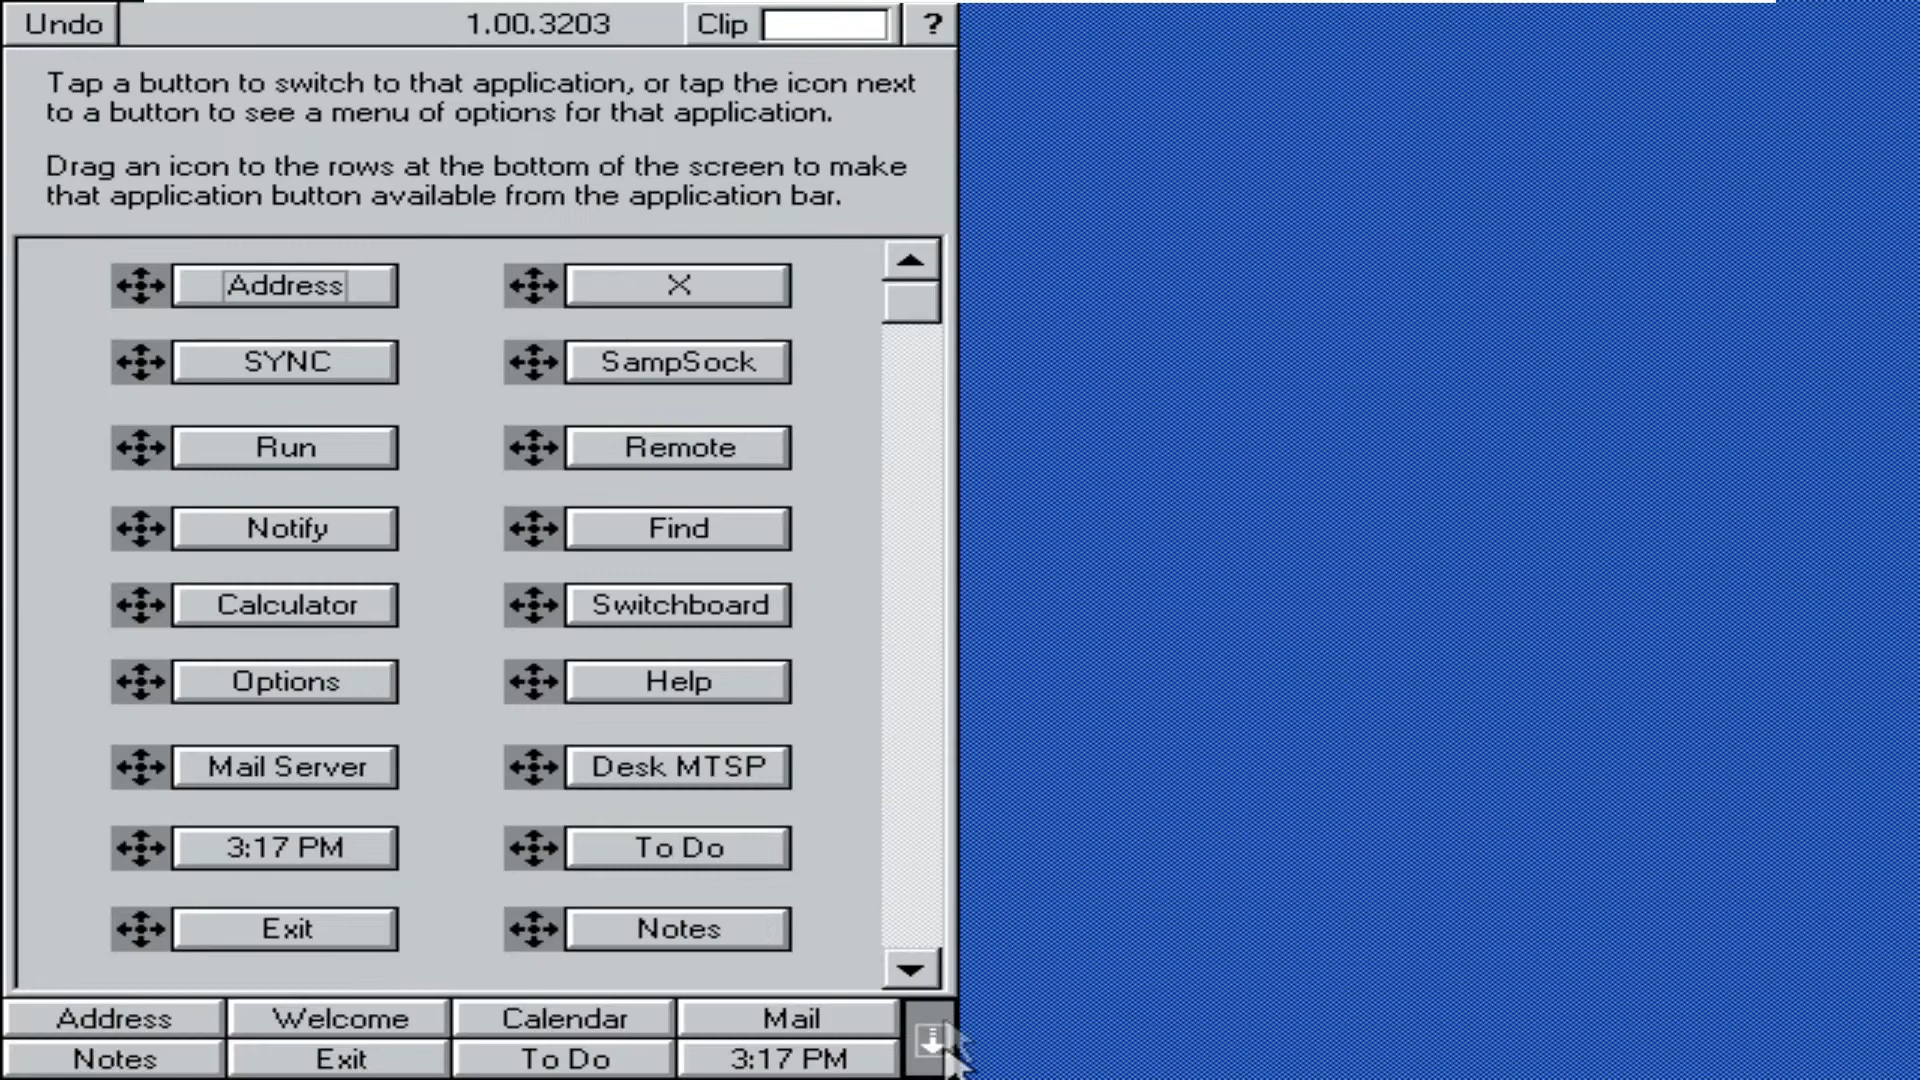 Undo 1.00.3203 Clip ?
Tap a button to switch to that application, or tap the icon next
to a button to see a menu of options for that application.
Drag an icon to the rows at the bottom of the screen to make
that application button available from the application bar.
Address X
SYNC SampSock
Run Remote
Notify Find
Calculator Switchboard
Options Help
Mail Server Desk MTSP
3:17 PM To Do
Exit Notes
Address Welcome Calendar Mail
Notes Exit To Do 3:17 PM